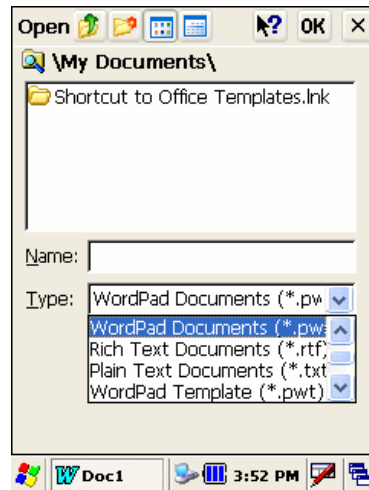 Open ? OK ×
\My Documents\
Shortcut to Office Templates.lnk
Name:
Type: WordPad Documents (*.pw
WordPad Documents (*.pw
Rich Text Documents (*.rtf)
Plain Text Documents (*.txt
WordPad Template (*.pwt)
W Doc1 3:52 PM